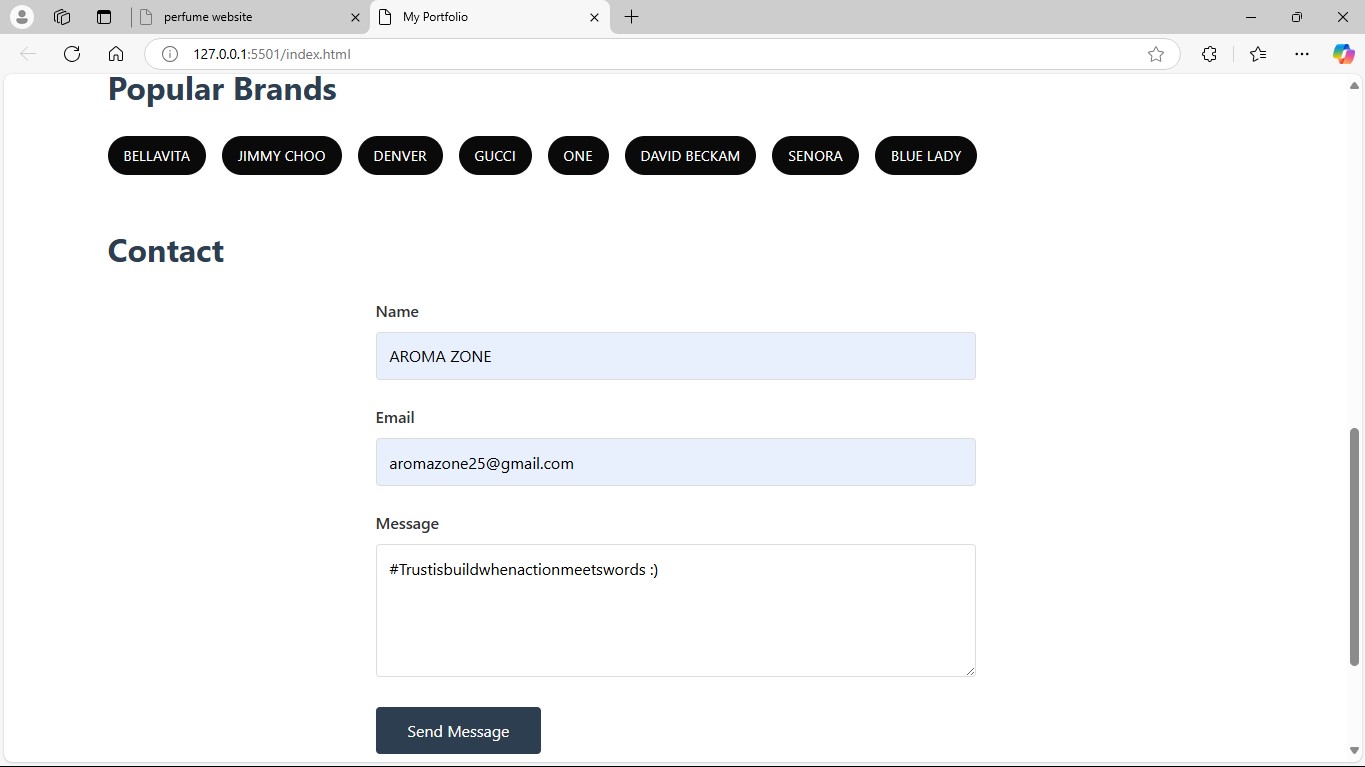 perfume website
My Portfolio
127.0.0.1:5501/index.html
Popular Brands
BELLAVITA JIMMY CHOO DENVER GUCCI ONE DAVID BECKAM SENORA BLUE LADY
Contact
Name
AROMA ZONE
Email
aromazone25@gmail.com
Message
#Trustisbuildwhenactionmeetswords :)
Send Message